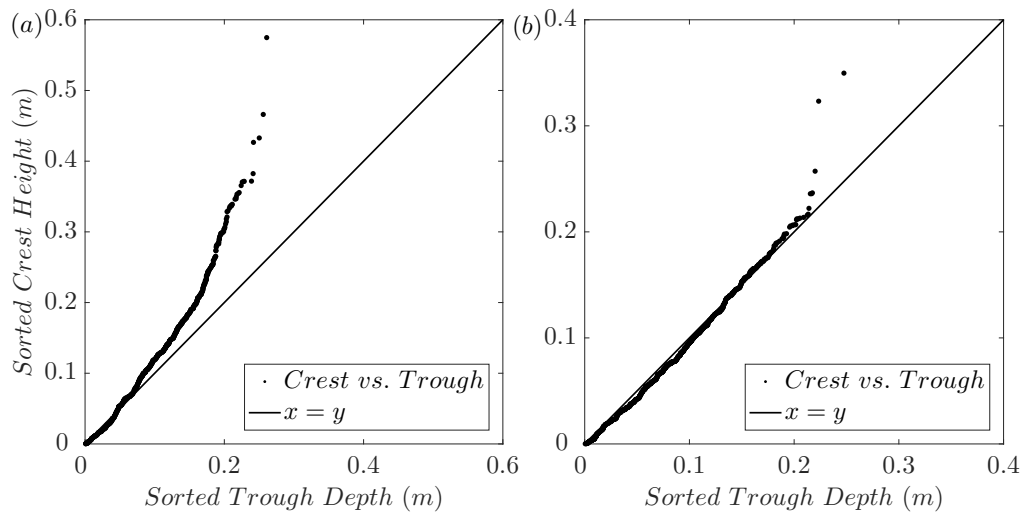 (a)
0.6
0.5
0.4
0.3
0.2
0.1
0
Sorted Crest Height (m)
Crest vs. Trough
x = y
0 0.2 0.4 0.6
Sorted Trough Depth (m)
(b)
0.4
0.3
0.2
0.1
0
Crest vs. Trough
x = y
0 0.1 0.2 0.3 0.4
Sorted Trough Depth (m)